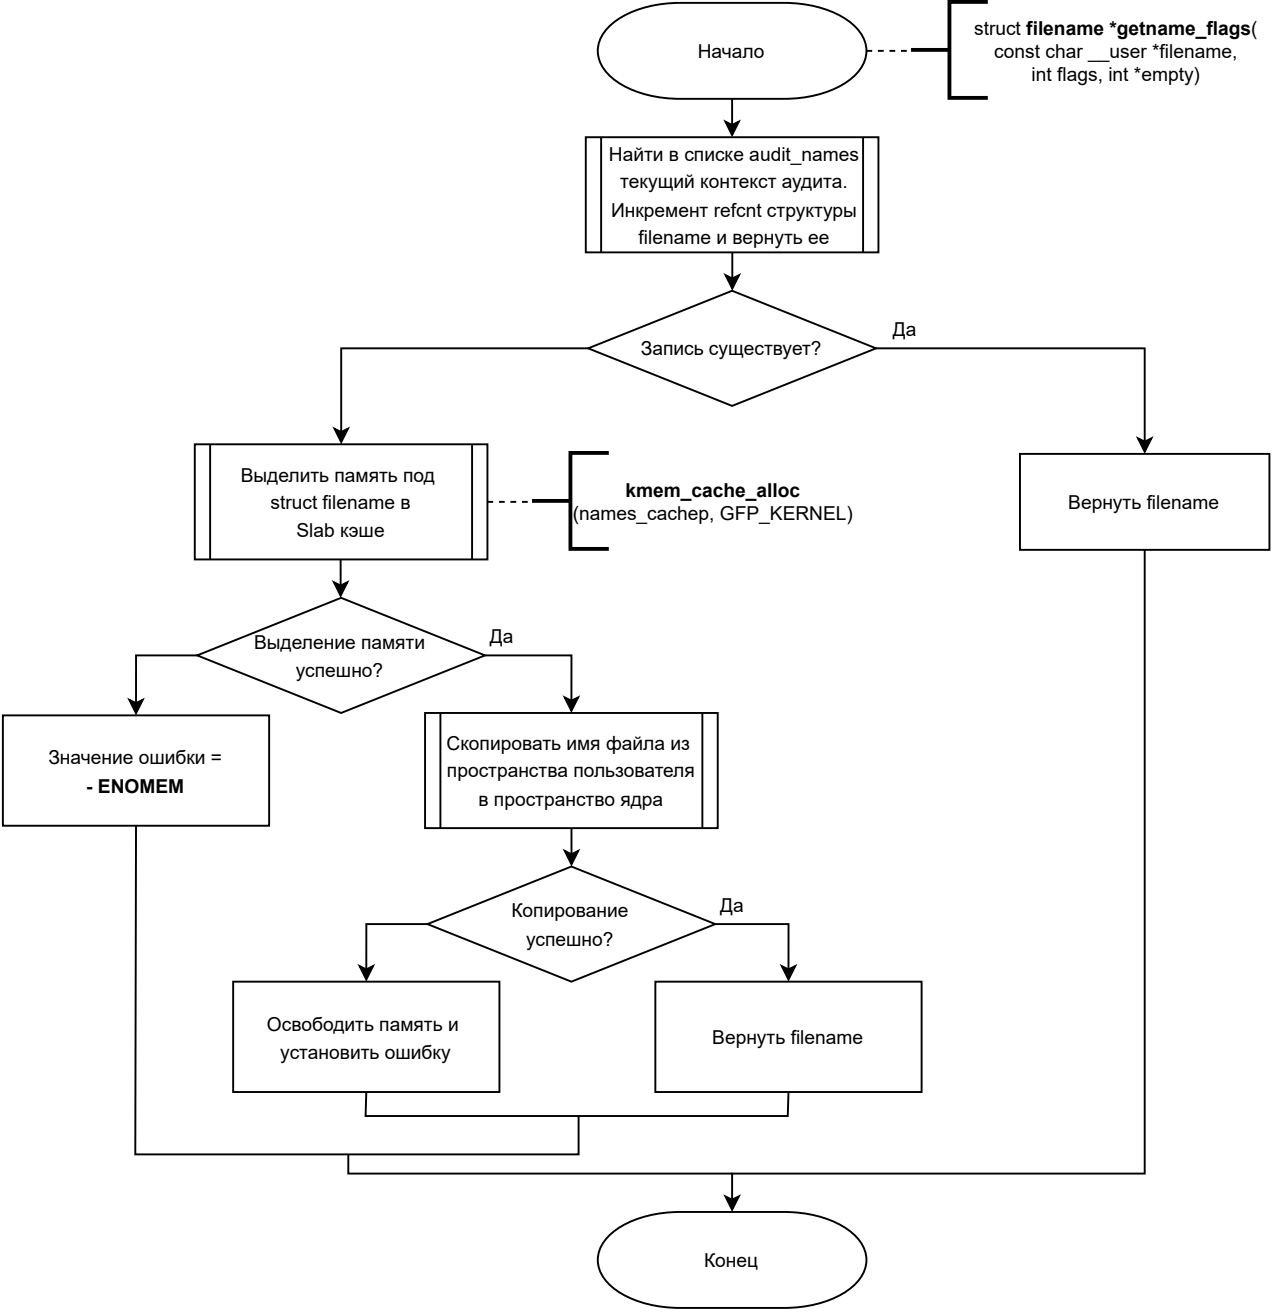 Начало
struct filename *getname_flags(
const char __user *filename,
int flags, int *empty)
Найти в списке audit_names
текущий контекст аудита.
Инкремент refcnt структуры
filename и вернуть ее
Запись существует?
Да
Выделить память под
struct filename в
Slab кэше
kmem_cache_alloc
(names_cachep, GFP_KERNEL)
Вернуть filename
Выделение памяти
успешно?
Да
Значение ошибки =
- ENOMEM
Скопировать имя файла из
пространства пользователя
в пространство ядра
Копирование
успешно?
Да
Освободить память и
установить ошибку
Вернуть filename
Конец